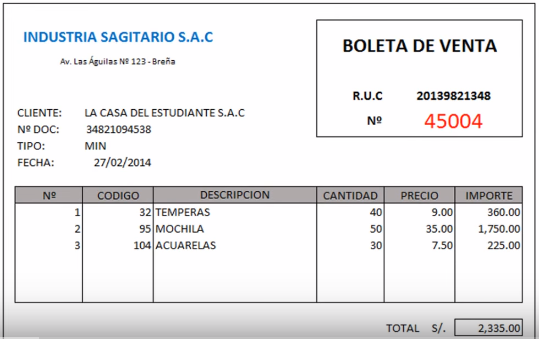 INDUSTRIA SAGITARIO S.A.C
Av. Las Águilas Nº 123 - Breña
BOLETA DE VENTA
R.U.C 20139821348
Nº 45004
CLIENTE: LA CASA DEL ESTUDIANTE S.A.C
Nº DOC: 34821094538
TIPO: MIN
FECHA: 27/02/2014
Nº CODIGO DESCRIPCION CANTIDAD PRECIO IMPORTE
1 32 TEMPERAS 40 9.00 360.00
2 95 MOCHILA 50 35.00 1,750.00
3 104 ACUARELAS 30 7.50 225.00
TOTAL S/. 2,335.00